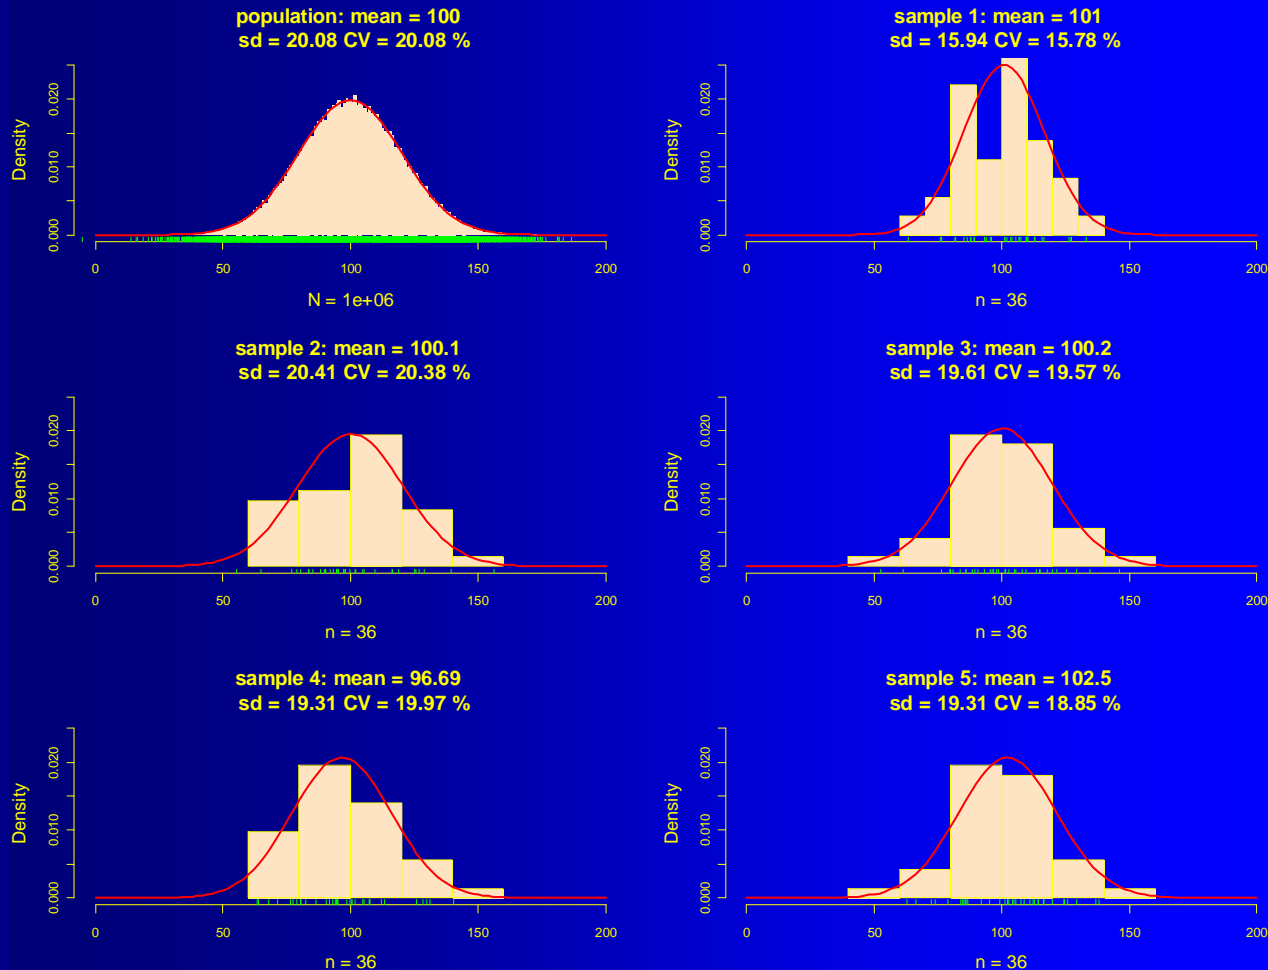 population: mean = 100
sd = 20.08 CV = 20.08 %
Density
0.000 0.010 0.020
0 50 100 150 200
N = 1e+06
sample 1: mean = 101
sd = 15.94 CV = 15.78 %
Density
0.000 0.010 0.020
0 50 100 150 200
n = 36
sample 2: mean = 100.1
sd = 20.41 CV = 20.38 %
Density
0.000 0.010 0.020
0 50 100 150 200
n = 36
sample 3: mean = 100.2
sd = 19.61 CV = 19.57 %
Density
0.000 0.010 0.020
0 50 100 150 200
n = 36
sample 4: mean = 96.69
sd = 19.31 CV = 19.97 %
Density
0.000 0.010 0.020
0 50 100 150 200
n = 36
sample 5: mean = 102.5
sd = 19.31 CV = 18.85 %
Density
0.000 0.010 0.020
0 50 100 150 200
n = 36